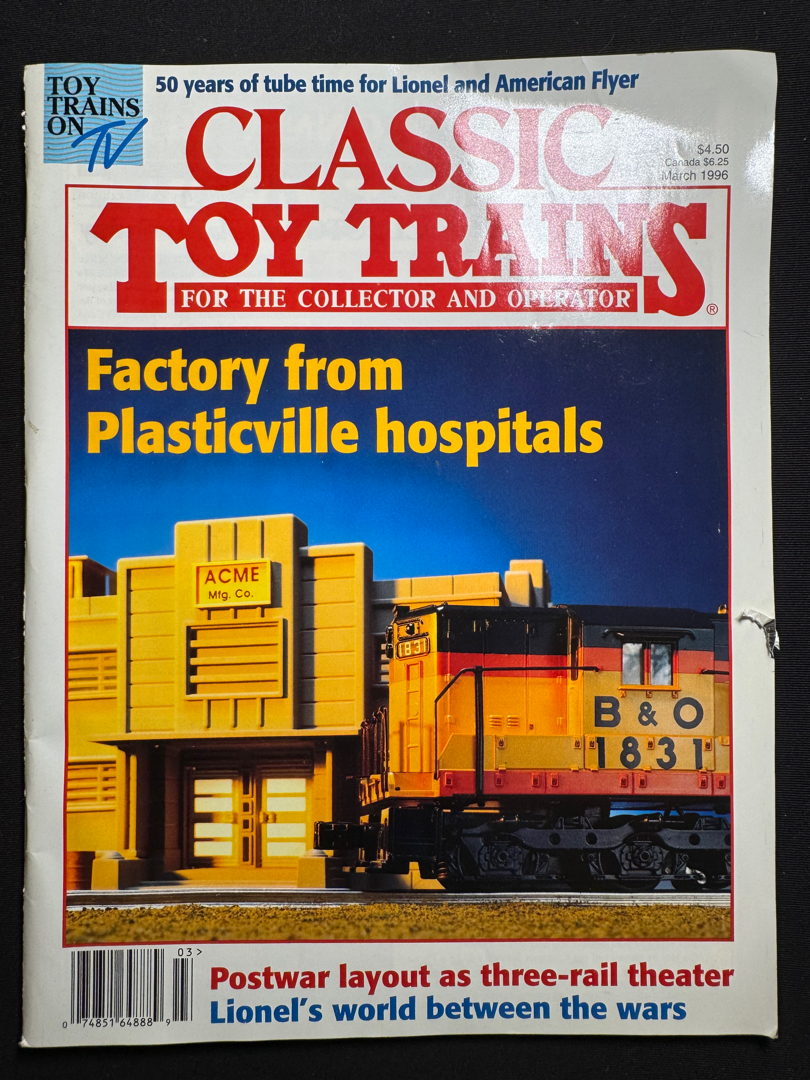 TOY
TRAINS
ON TV
50 years of tube time for Lionel and American Flyer
CLASSIC
$4.50
Canada $6.25
March 1996
TOY TRAINS
FOR THE COLLECTOR AND OPERATOR
®
Factory from
Plasticville hospitals
ACME
Mfg. Co.
1831
B & O
1831
03>
0 74851 64888 9
Postwar layout as three-rail theater
Lionel's world between the wars